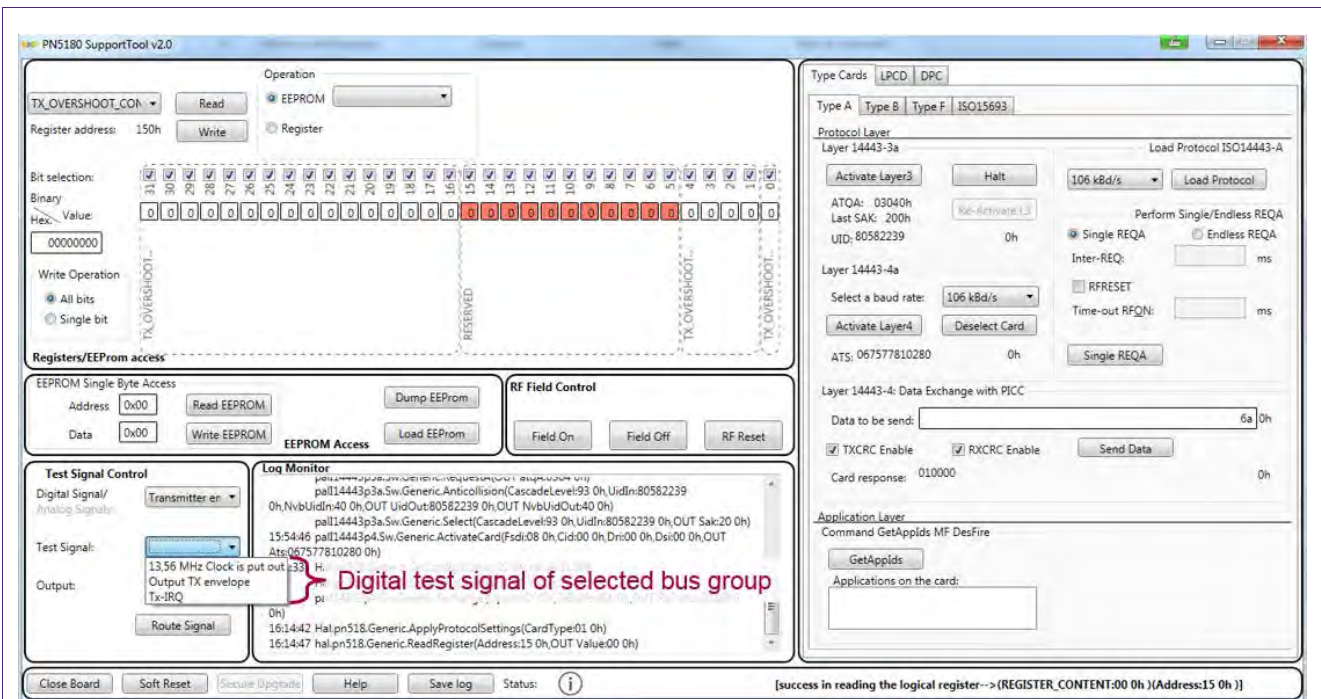 PN5180 SupportTool v2.0
Operation
TX_OVERSHOOT_CON
Read
EEPROM
Register address: 150h
Write
Register
Bit selection:
31 30 29 28 27 26 25 24 23 22 21 20 19 18 17 16 15 14 13 12 11 10 9 8 7 6 5 4 3 2 1 0
Binary
Hex. Value:
0 0 0 0 0 0 0 0 0 0 0 0 0 0 0 0 0 0 0 0 0 0 0 0 0 0 0 0 0 0 0 0
00000000
Write Operation
All bits
Single bit
TX_OVERSHOOT...
RESERVED
TX_OVERSHOOT...
TX_OVERSHOOT...
Registers/EEProm access
EEPROM Single Byte Access
Address 0x00 Read EEPROM Dump EEProm
Data 0x00 Write EEPROM Load EEProm
EEPROM Access
RF Field Control
Field On Field Off RF Reset
Test Signal Control
Digital Signal/
Analog Signals
Transmitter en
Test Signal:
13,56 MHz Clock is put out
Output TX envelope
Tx-IRQ
Output:
Route Signal
Log Monitor
palI14443p3a.Sw.Generic.RequestA(OUT atqA:0304 0h)
palI14443p3a.Sw.Generic.Anticollision(CascadeLevel:93 0h,UidIn:80582239
0h,NvbUidIn:40 0h,OUT UidOut:80582239 0h,OUT NvbUidOut:40 0h)
palI14443p3a.Sw.Generic.Select(CascadeLevel:93 0h,UidIn:80582239 0h,OUT Sak:20 0h)
15:54:46 palI14443p4.Sw.Generic.ActivateCard(Fsdi:08 0h,Cid:00 0h,Dri:00 0h,Dsi:00 0h,OUT
Ats:067577810280 0h)
Digital test signal of selected bus group
0h)
16:14:42 Hal.pn518.Generic.ApplyProtocolSettings(CardType:01 0h)
16:14:47 hal.pn518.Generic.ReadRegister(Address:15 0h,OUT Value:00 0h)
Type Cards LPCD DPC
Type A Type B Type F ISO15693
Protocol Layer
Layer 14443-3a
Load Protocol ISO14443-A
Activate Layer3 Halt
106 kBd/s Load Protocol
ATQA: 03040h
Last SAK: 200h
Re-Activate L3
UID: 80582239 0h
Perform Single/Endless REQA
Single REQA Endless REQA
Inter-REQ: ms
RFRESET
Time-out RFON: ms
Single REQA
Layer 14443-4a
Select a baud rate: 106 kBd/s
Activate Layer4 Deselect Card
ATS: 067577810280 0h
Layer 14443-4: Data Exchange with PICC
Data to be send: 6a 0h
TXCRC Enable RXCRC Enable Send Data
Card response: 010000 0h
Application Layer
Command GetAppIds MF DesFire
GetAppIds
Applications on the card:
Close Board Soft Reset Secure Upgrade Help Save log Status: i
[success in reading the logical register-->(REGISTER_CONTENT:00 0h )(Address:15 0h )]